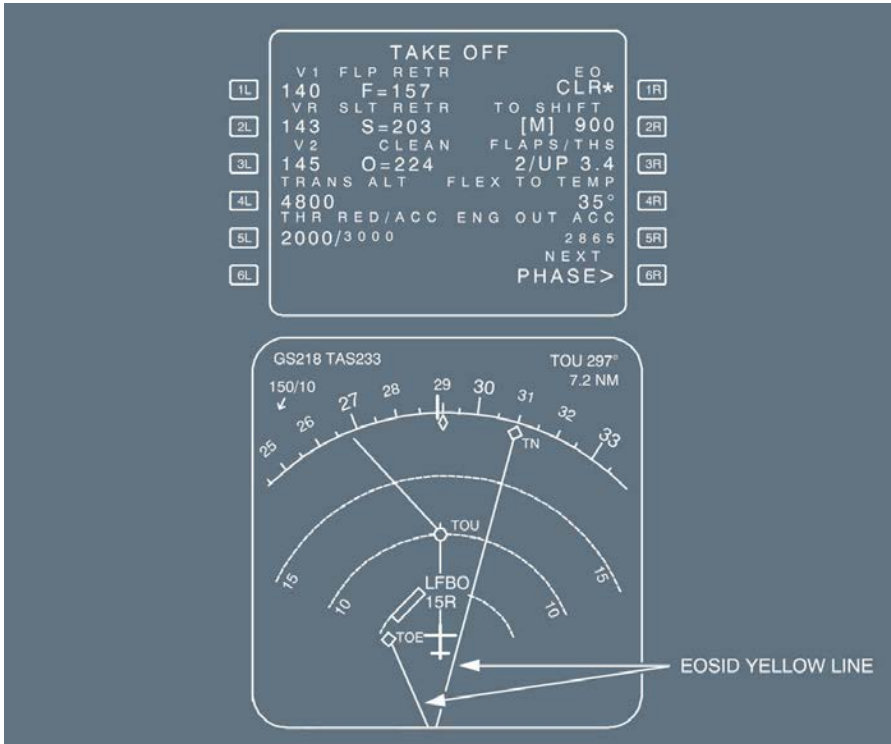 TAKE OFF
V1 FLP RETR EO
1L 140 F=157 CLR* 1R
VR SLT RETR TO SHIFT
2L 143 S=203 [M] 900 2R
V2 CLEAN FLAPS/THS
3L 145 O=224 2/UP 3.4 3R
TRANS ALT FLEX TO TEMP
4L 4800 35° 4R
THR RED/ACC ENG OUT ACC
5L 2000/3000 2865 5R
NEXT
6L PHASE> 6R
GS218 TAS233 TOU 297°
150/10 7.2 NM
25 26 27 28 29 30 31 32 33
TN
TOU
15 10 LFBO 10 15
15R
TOE
EOSID YELLOW LINE